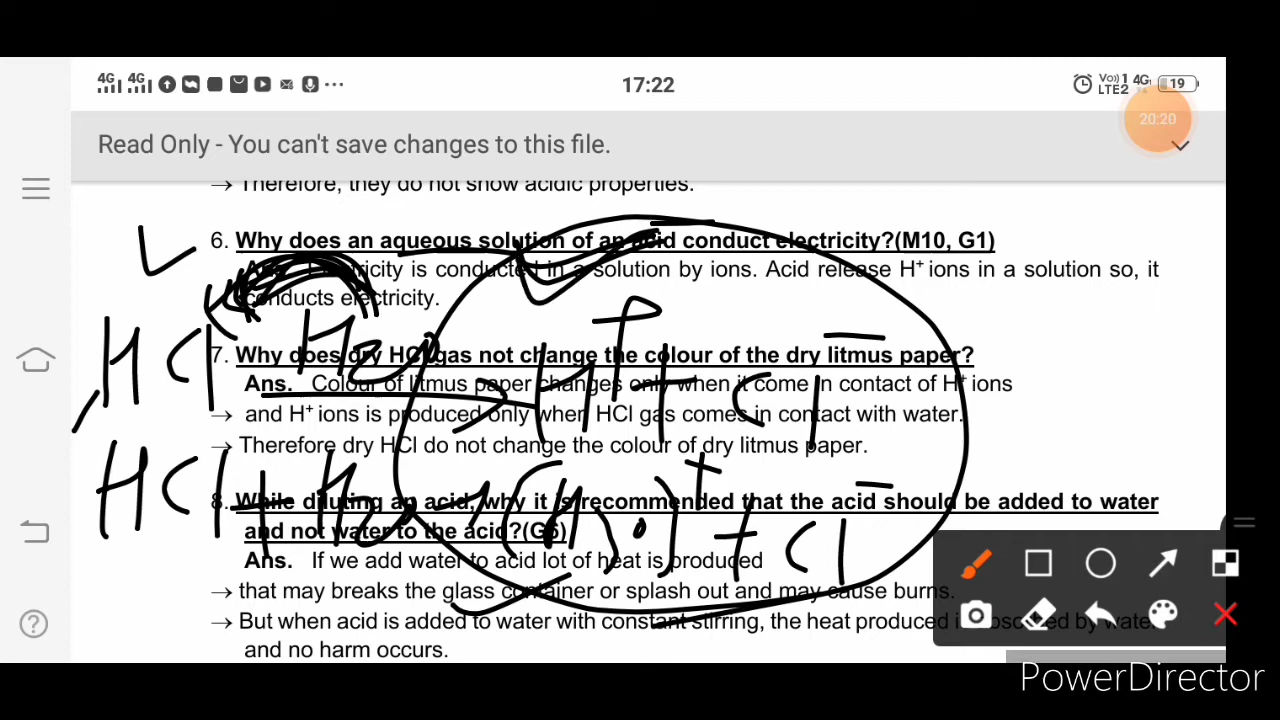 4G 4G 17:22 Vo) 1 4G LTE2 19
20:20
Read Only - You can't save changes to this file.
→ Therefore, they do not show acidic properties.
6. Why does an aqueous solution of an acid conduct electricity?(M10, G1)
Ans. Electricity is conducted in a solution by ions. Acid release H+ ions in a solution so, it
conducts electricity.
HCl H2O → H+ + Cl-
7. Why does dry HCl gas not change the colour of the dry litmus paper?
Ans. Colour of litmus paper changes only when it come in contact of H+ ions
→ and H+ ions is produced only when HCl gas comes in contact with water.
→ Therefore dry HCl do not change the colour of dry litmus paper.
HCl + H2O → (H3O)+ + Cl-
8. While diluting an acid, why it is recommended that the acid should be added to water
and not water to the acid?(G5)
Ans. If we add water to acid lot of heat is produced
→ that may breaks the glass container or splash out and may cause burns.
→ But when acid is added to water with constant stirring, the heat produced is absorbed by water
and no harm occurs.
PowerDirector